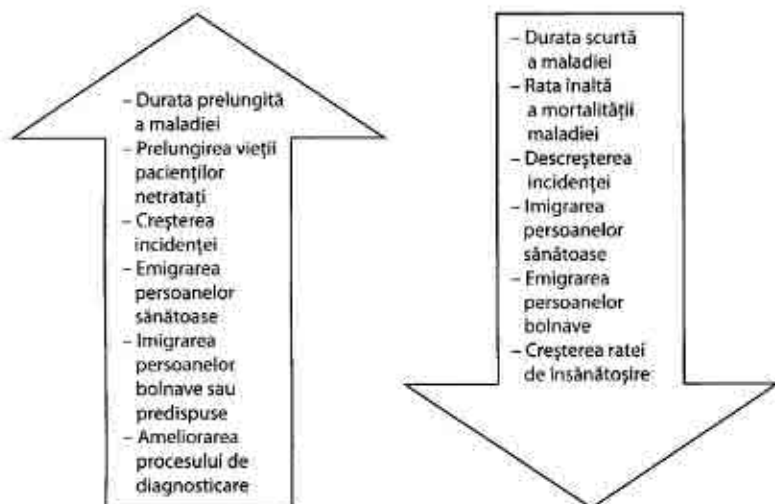 – Durata prelungită
a maladiei
– Prelungirea vieții
pacienților
netratați
– Creșterea
incidenței
– Emigrarea
persoanelor
sănătoase
– Imigrarea
persoanelor
bolnave sau
predispuse
– Ameliorarea
procesului de
diagnosticare
– Durata scurtă
a maladiei
– Rata înaltă
a mortalității
maladiei
– Descreșterea
incidenței
– Imigrarea
persoanelor
sănătoase
– Emigrarea
persoanelor
bolnave
– Creșterea ratei
de însănătoșire